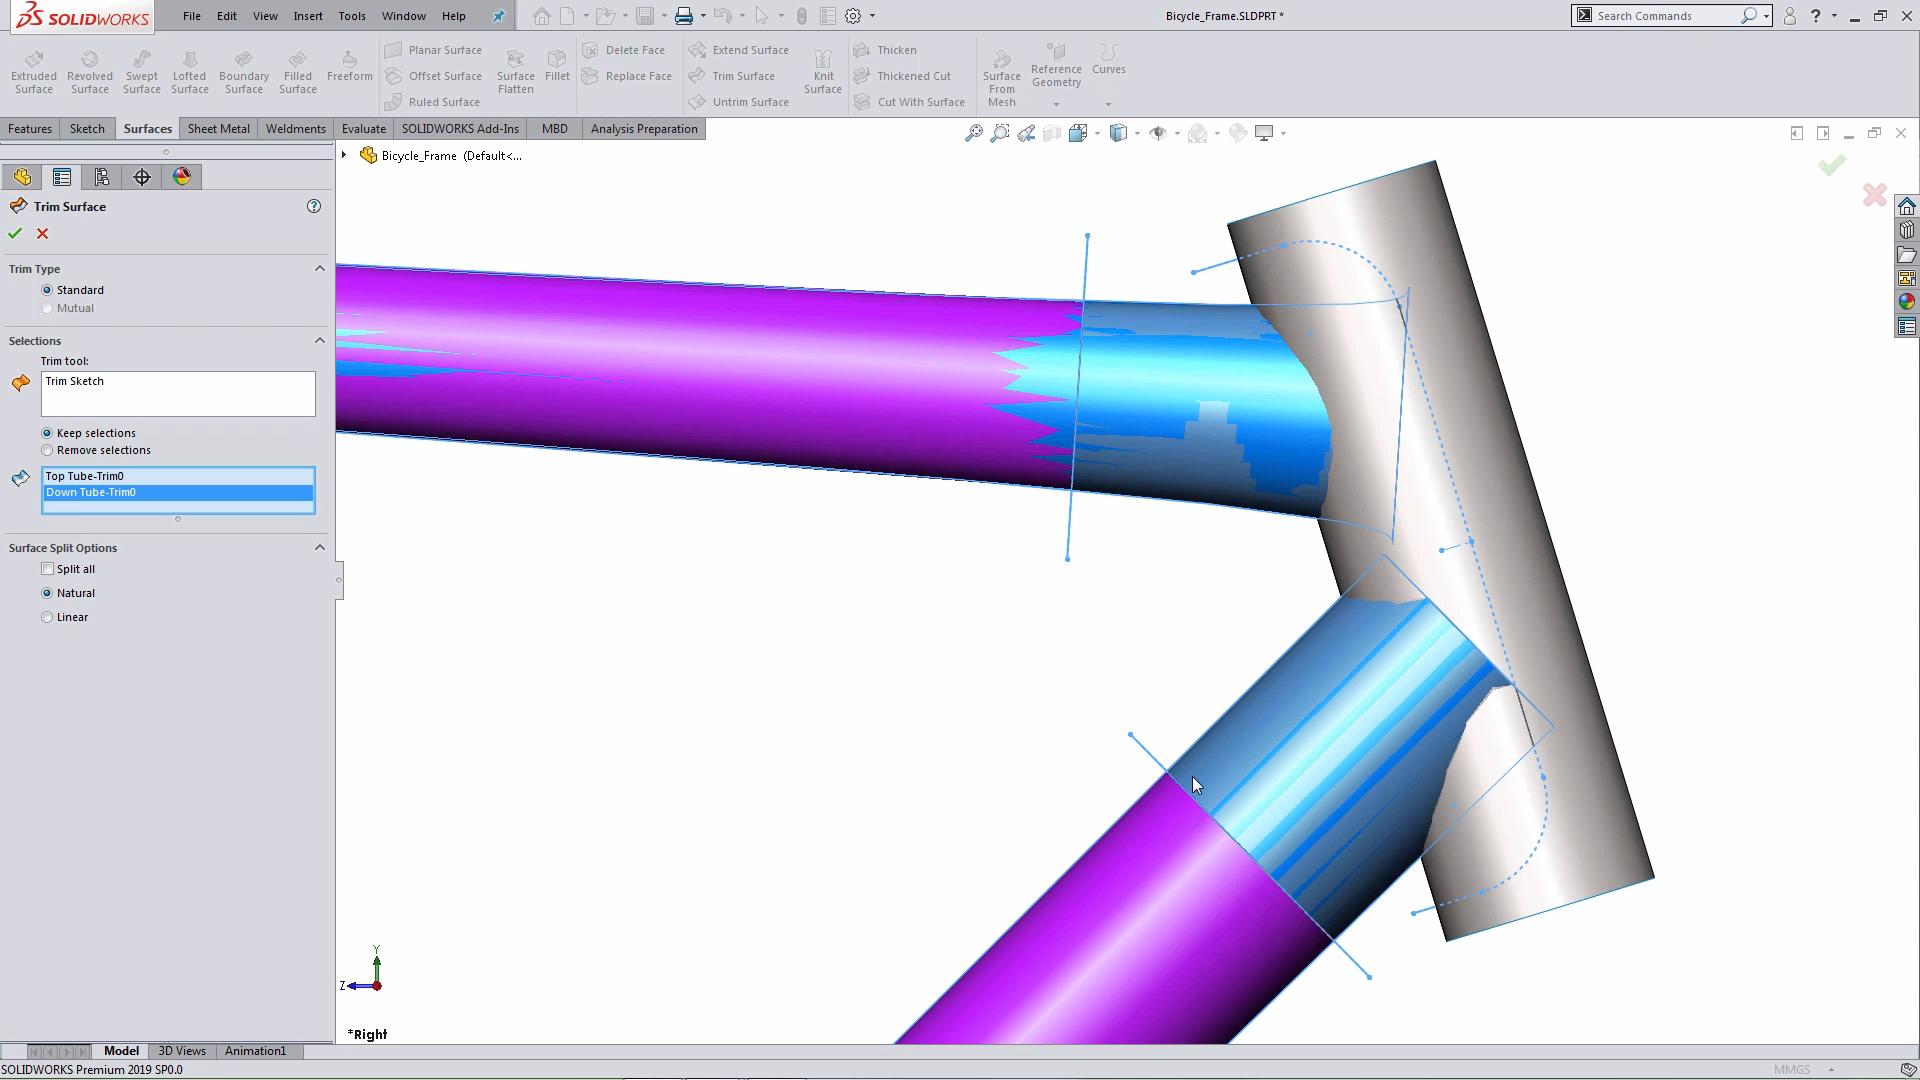 SOLIDWORKS
File Edit View Insert Tools Window Help
Bicycle_Frame.SLDPRT *
Search Commands
Extruded Surface
Revolved Surface
Swept Surface
Lofted Surface
Boundary Surface
Filled Surface
Freeform
Planar Surface
Offset Surface
Ruled Surface
Surface Flatten
Fillet
Delete Face
Replace Face
Extend Surface
Trim Surface
Untrim Surface
Knit Surface
Thicken
Thickened Cut
Cut With Surface
Surface From Mesh
Reference Geometry
Curves
Features Sketch Surfaces Sheet Metal Weldments Evaluate SOLIDWORKS Add-Ins MBD Analysis Preparation
Bicycle_Frame (Default<...
Trim Surface
Trim Type
Standard
Mutual
Selections
Trim tool:
Trim Sketch
Keep selections
Remove selections
Top Tube-Trim0
Down Tube-Trim0
Surface Split Options
Split all
Natural
Linear
Y
Z
*Right
Model 3D Views Animation1
SOLIDWORKS Premium 2019 SP0.0
MMGS